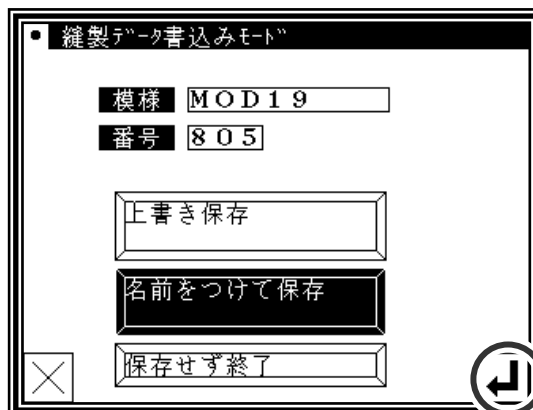 縫製データ書込みモード
模様 MOD19
番号 805
上書き保存
名前をつけて保存
保存せず終了